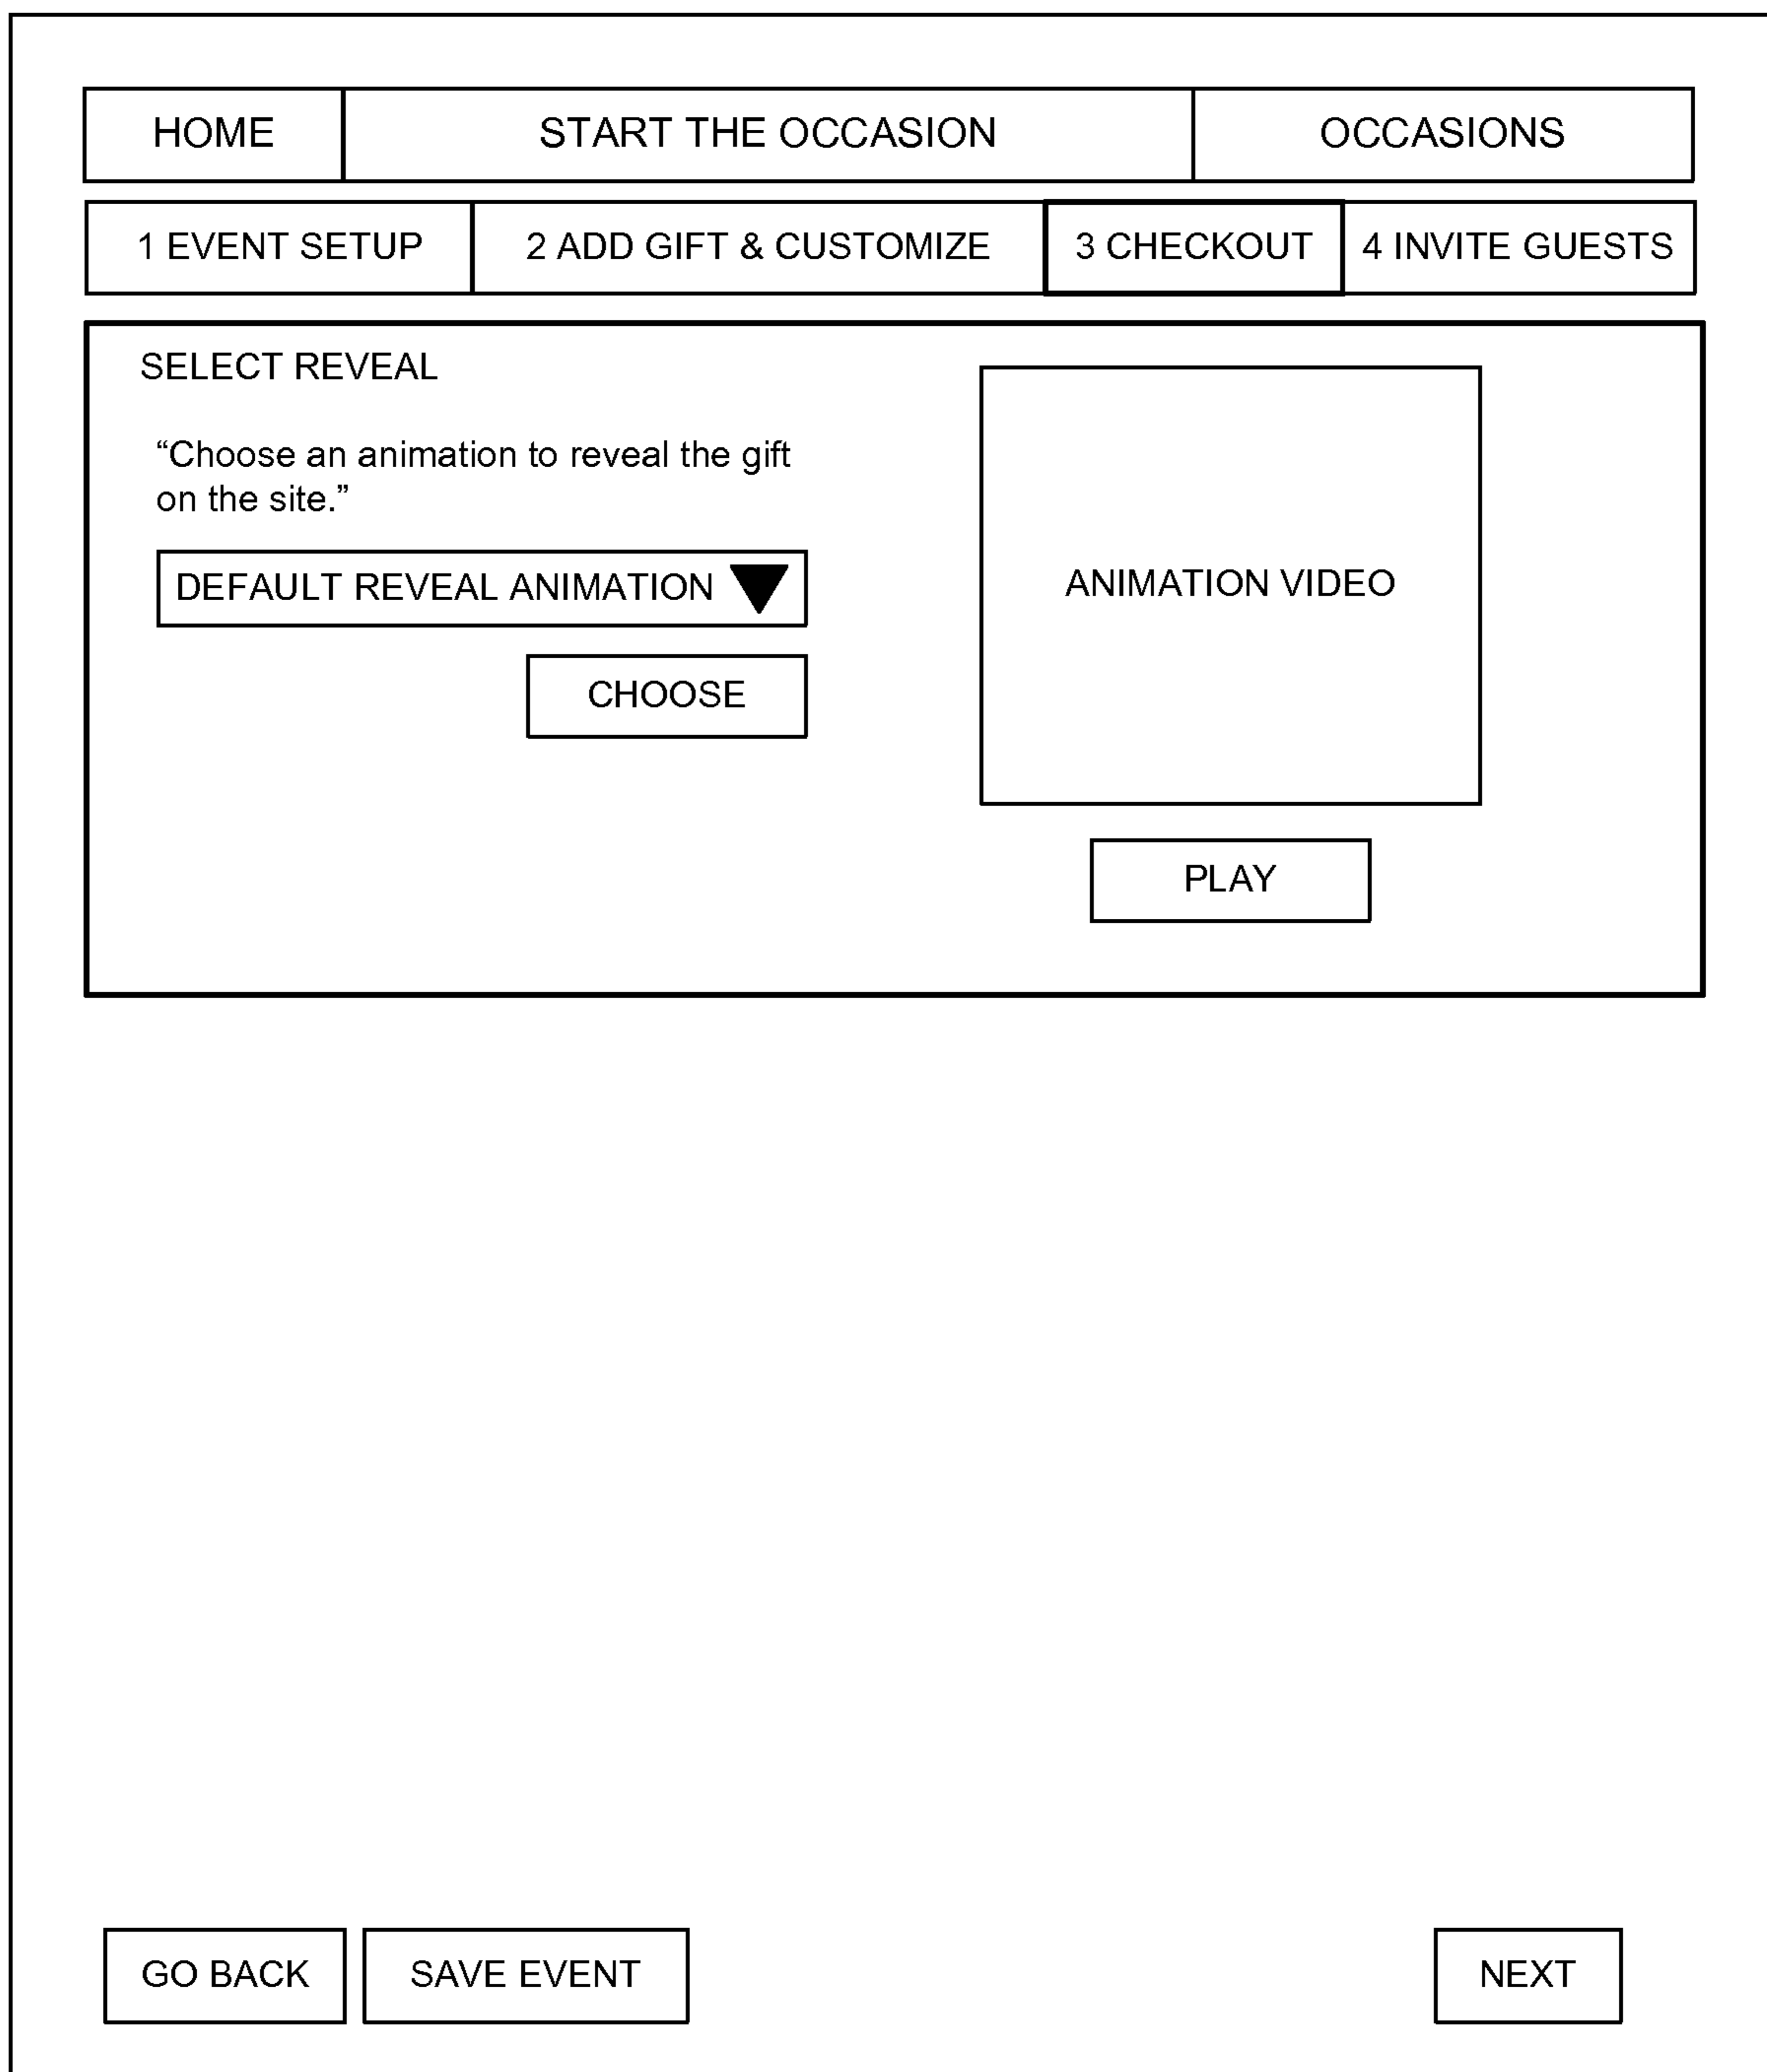 HOME START THE OCCASION OCCASIONS
1 EVENT SETUP 2 ADD GIFT & CUSTOMIZE 3 CHECKOUT 4 INVITE GUESTS
SELECT REVEAL
“Choose an animation to reveal the gift
on the site.”
DEFAULT REVEAL ANIMATION
CHOOSE
ANIMATION VIDEO
PLAY
GO BACK SAVE EVENT NEXT